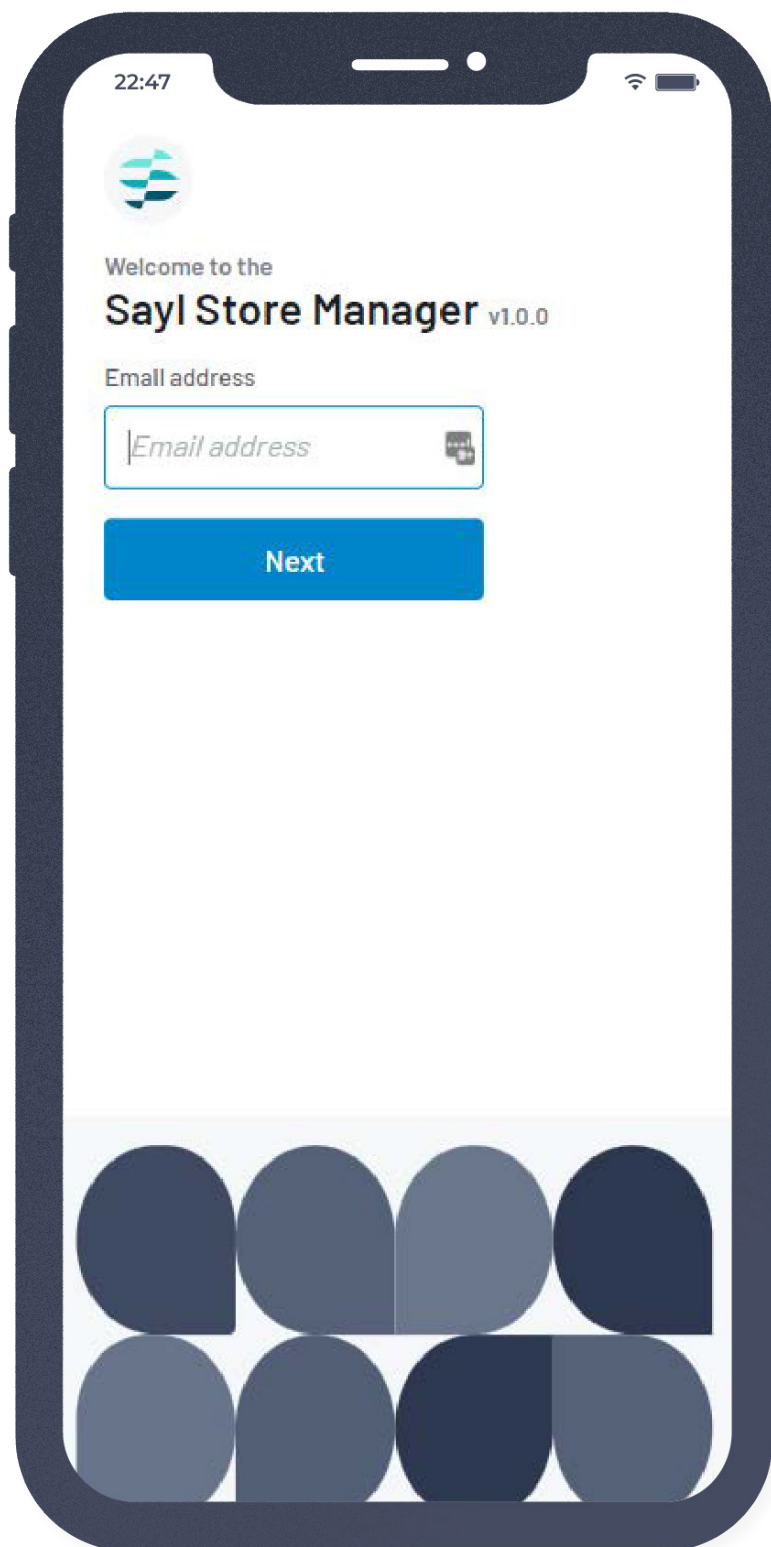 22:47
Welcome to the
Sayl Store Manager v1.0.0
Email address
Email address
Next